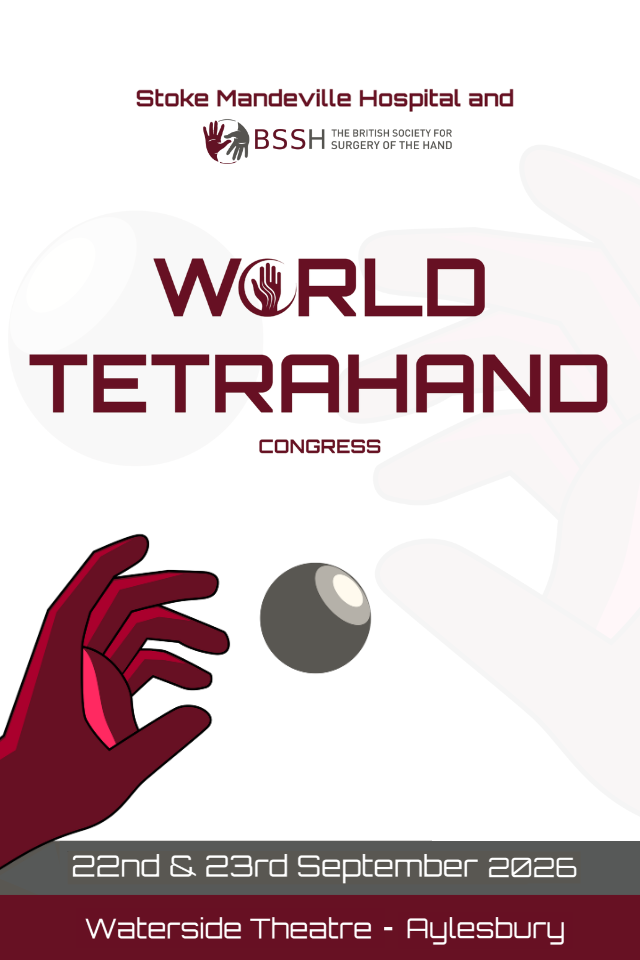 Stoke Mandeville Hospital and
BSSH THE BRITISH SOCIETY FOR
SURGERY OF THE HAND
WORLD
TETRAHAND
CONGRESS
22nd & 23rd September 2026
Waterside Theatre - Aylesbury